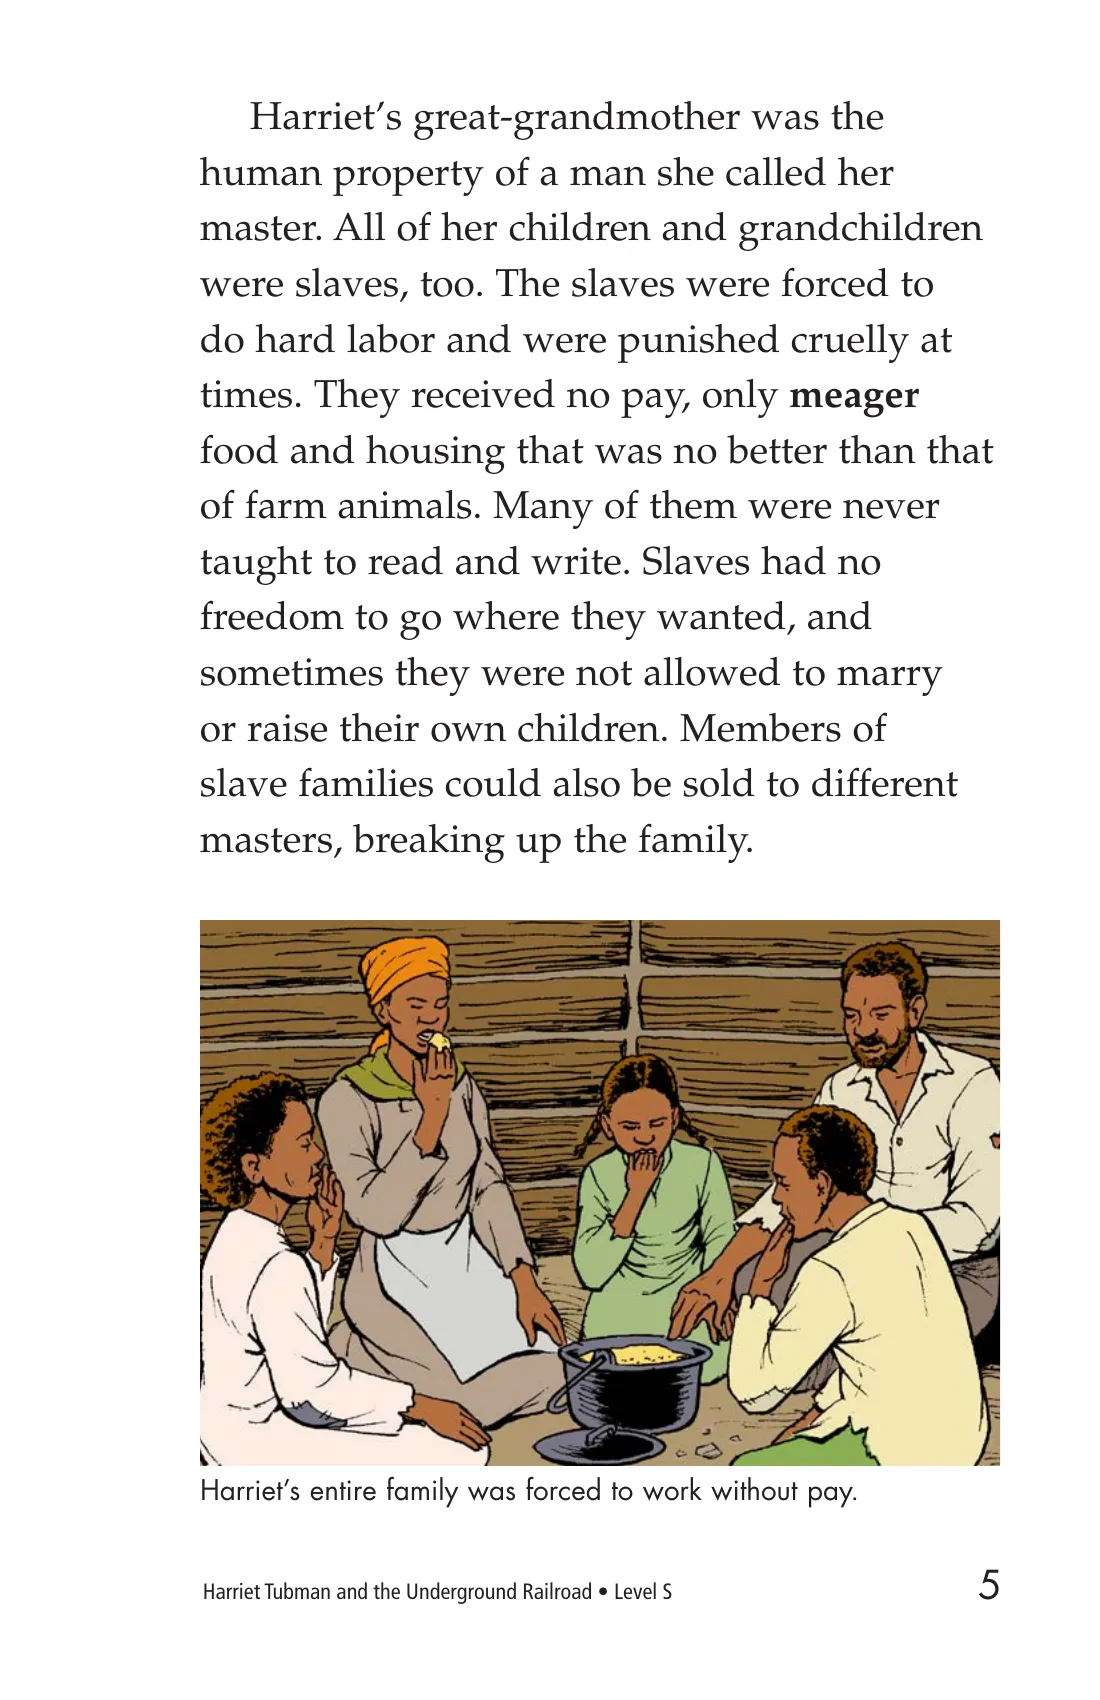 Harriet’s great-grandmother was the
human property of a man she called her
master. All of her children and grandchildren
were slaves, too. The slaves were forced to
do hard labor and were punished cruelly at
times. They received no pay, only meager
food and housing that was no better than that
of farm animals. Many of them were never
taught to read and write. Slaves had no
freedom to go where they wanted, and
sometimes they were not allowed to marry
or raise their own children. Members of
slave families could also be sold to different
masters, breaking up the family.
Harriet’s entire family was forced to work without pay.
Harriet Tubman and the Underground Railroad • Level S
5